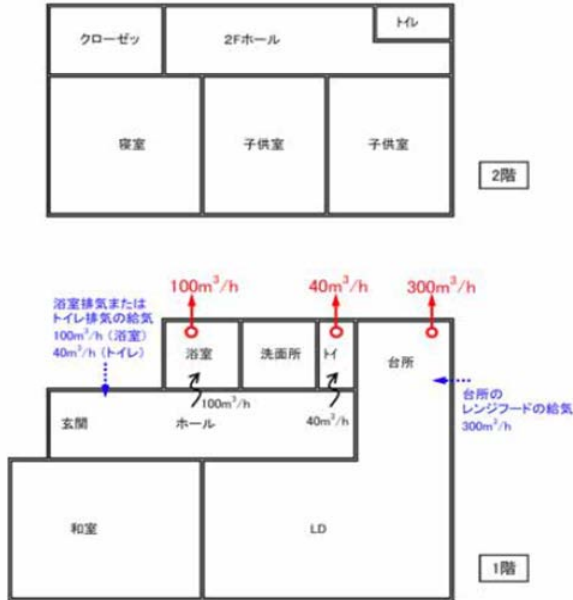 クローゼッ
2Fホール
トイレ
寝室
子供室
子供室
2階
浴室排気または
トイレ排気の給気
100m³/h（浴室）
40m³/h（トイレ）
100m³/h
40m³/h
300m³/h
浴室
洗面所
トイ
台所
100m³/h
40m³/h
台所の
レンジフードの給気
300m³/h
玄関
ホール
和室
LD
1階